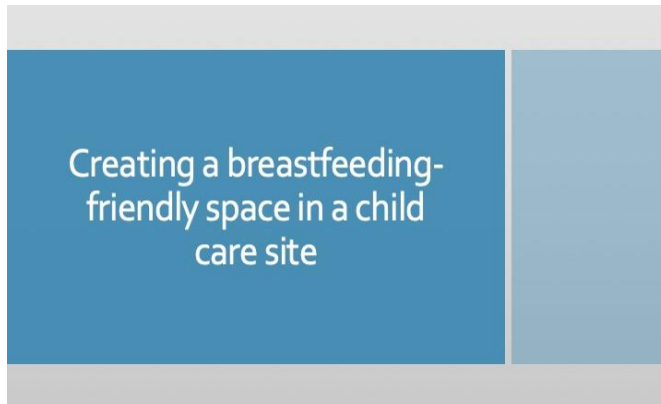 Creating a breastfeeding-
friendly space in a child
care site